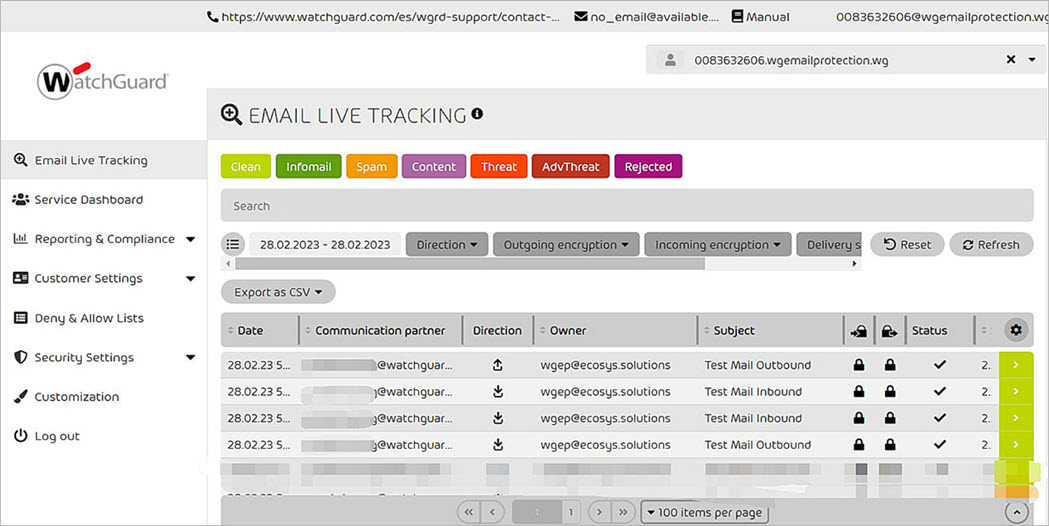 https://www.watchguard.com/es/wgrd-support/contact-... no_email@available.... Manual 0083632606@wgemailprotection.wg
WatchGuard
0083632606.wgemailprotection.wg
EMAIL LIVE TRACKING
Email Live Tracking
Service Dashboard
Reporting & Compliance
Customer Settings
Deny & Allow Lists
Security Settings
Customization
Log out
Clean Infomail Spam Content Threat AdvThreat Rejected
Search
28.02.2023 - 28.02.2023 Direction Outgoing encryption Incoming encryption Delivery s Reset Refresh
Export as CSV
Date Communication partner Direction Owner Subject Status
28.02.23 5... @watchguar... wgep@ecosys.solutions Test Mail Outbound 2.
28.02.23 5... @watchguar... wgep@ecosys.solutions Test Mail Inbound 2.
28.02.23 5... @watchguar... wgep@ecosys.solutions Test Mail Inbound 2.
28.02.23 5... @watchguar... wgep@ecosys.solutions Test Mail Outbound 2.
1 100 items per page